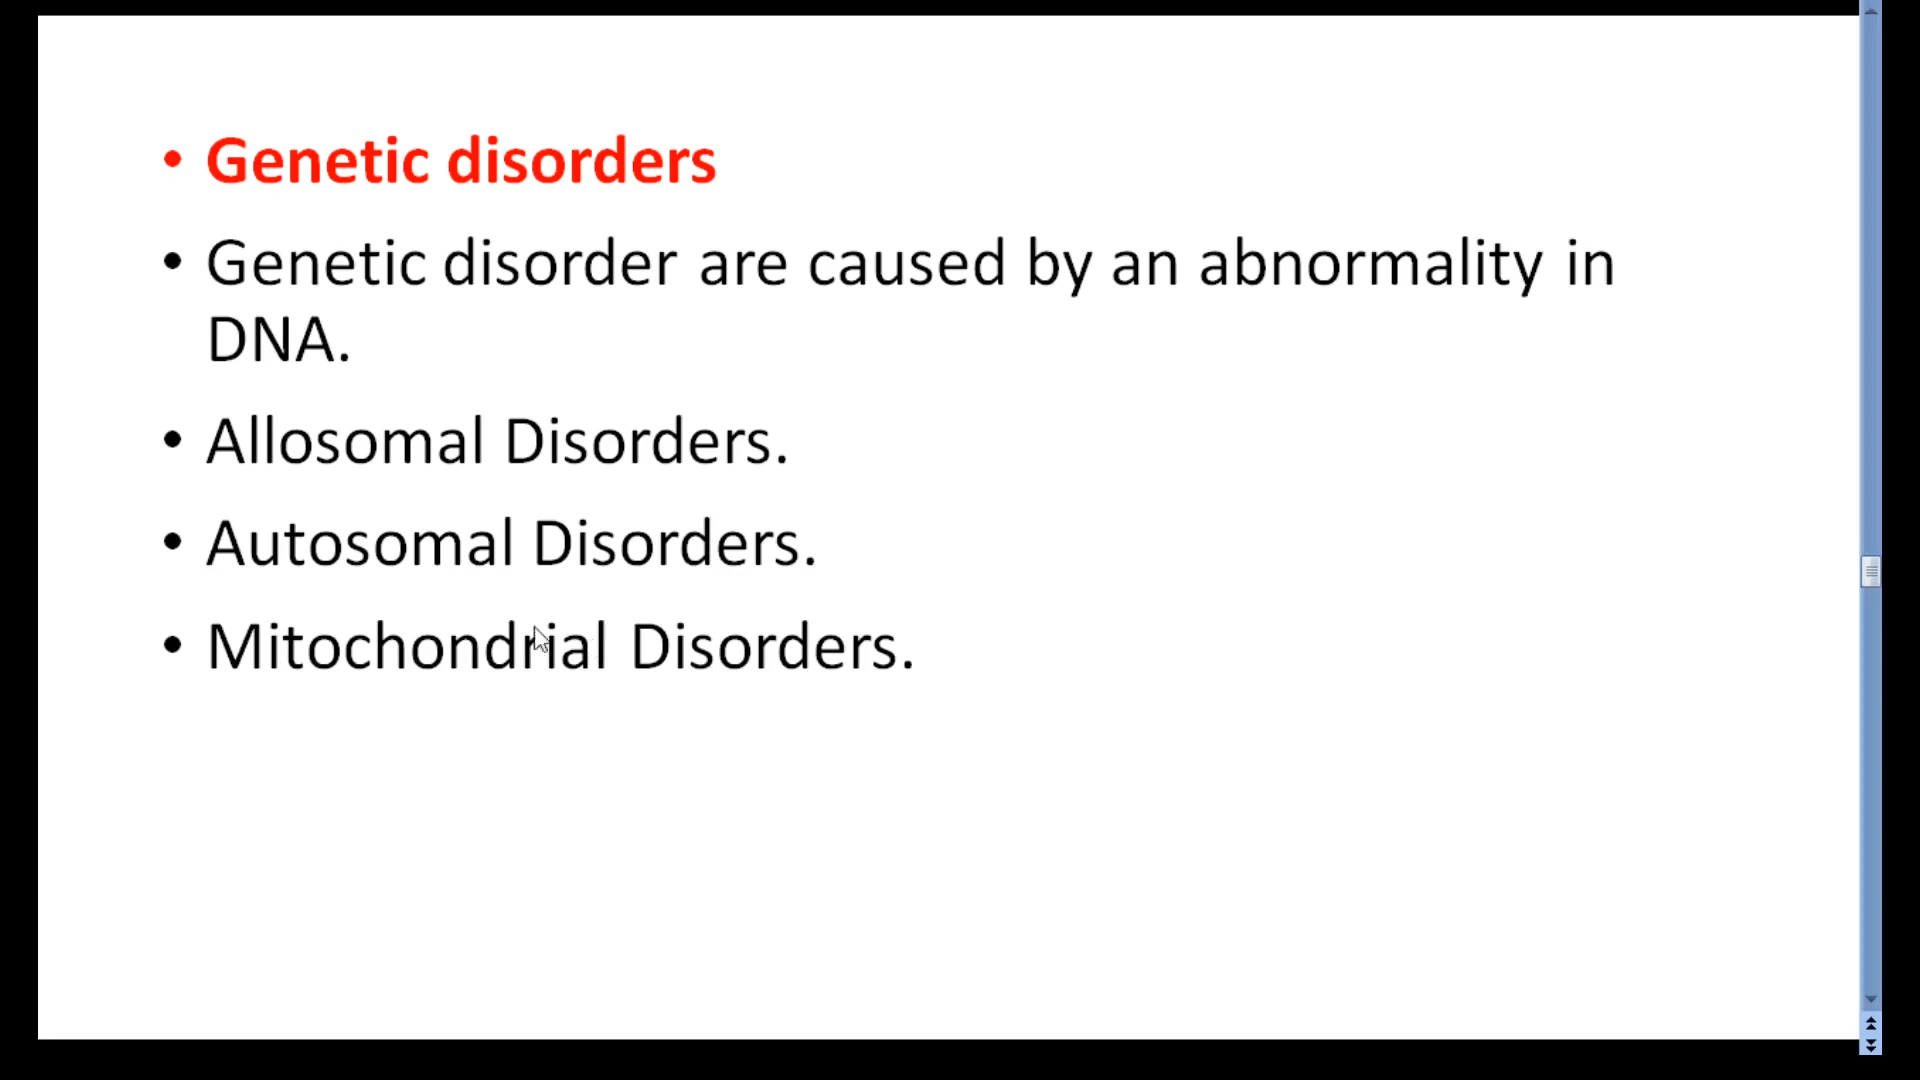 • Genetic disorders
• Genetic disorder are caused by an abnormality in
DNA.
• Allosomal Disorders.
• Autosomal Disorders.
• Mitochondrial Disorders.